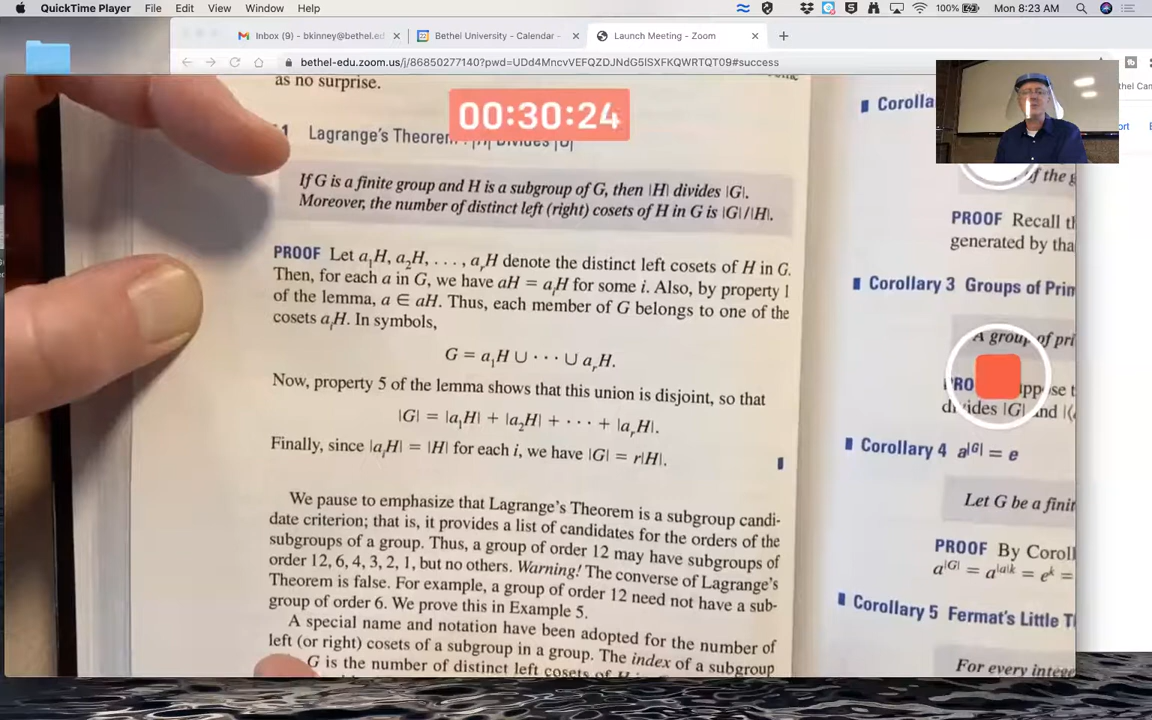 QuickTime Player File Edit View Window Help
100% Mon 8:23 AM
Inbox (9) - bkinney@bethel.ed
Bethel University - Calendar -
Launch Meeting - Zoom
bethel-edu.zoom.us/j/86850271140?pwd=UDd4MncvVEFQZDJNdG5lSXFKQWRTQT09#success
as no surprise.
00:30:24
1 Lagrange's Theorem: |H| Divides |G|
If G is a finite group and H is a subgroup of G, then |H| divides |G|.
Moreover, the number of distinct left (right) cosets of H in G is |G|/|H|.
PROOF Let a₁H, a₂H, . . . , aᵣH denote the distinct left cosets of H in G.
Then, for each a in G, we have aH = aᵢH for some i. Also, by property 1
of the lemma, a ∈ aH. Thus, each member of G belongs to one of the
cosets aᵢH. In symbols,
G = a₁H ∪ · · · ∪ aᵣH.
Now, property 5 of the lemma shows that this union is disjoint, so that
|G| = |a₁H| + |a₂H| + · · · + |aᵣH|.
Finally, since |aᵢH| = |H| for each i, we have |G| = r|H|.
We pause to emphasize that Lagrange's Theorem is a subgroup candi-
date criterion; that is, it provides a list of candidates for the orders of the
subgroups of a group. Thus, a group of order 12 may have subgroups of
order 12, 6, 4, 3, 2, 1, but no others. Warning! The converse of Lagrange's
Theorem is false. For example, a group of order 12 need not have a sub-
group of order 6. We prove this in Example 5.
A special name and notation have been adopted for the number of
left (or right) cosets of a subgroup in a group. The index of a subgroup
G is the number of distinct left cosets of H in G
Corolla
of the g
PROOF Recall th
generated by tha
Corollary 3 Groups of Prim
A group of pri
PRO ppose t
divides |G| and |⟨
Corollary 4 a|G| = e
Let G be a finit
PROOF By Coroll
a|G| = a|a|k = eᵏ =
Corollary 5 Fermat's Little T
For every intege
Bethel Can
ort